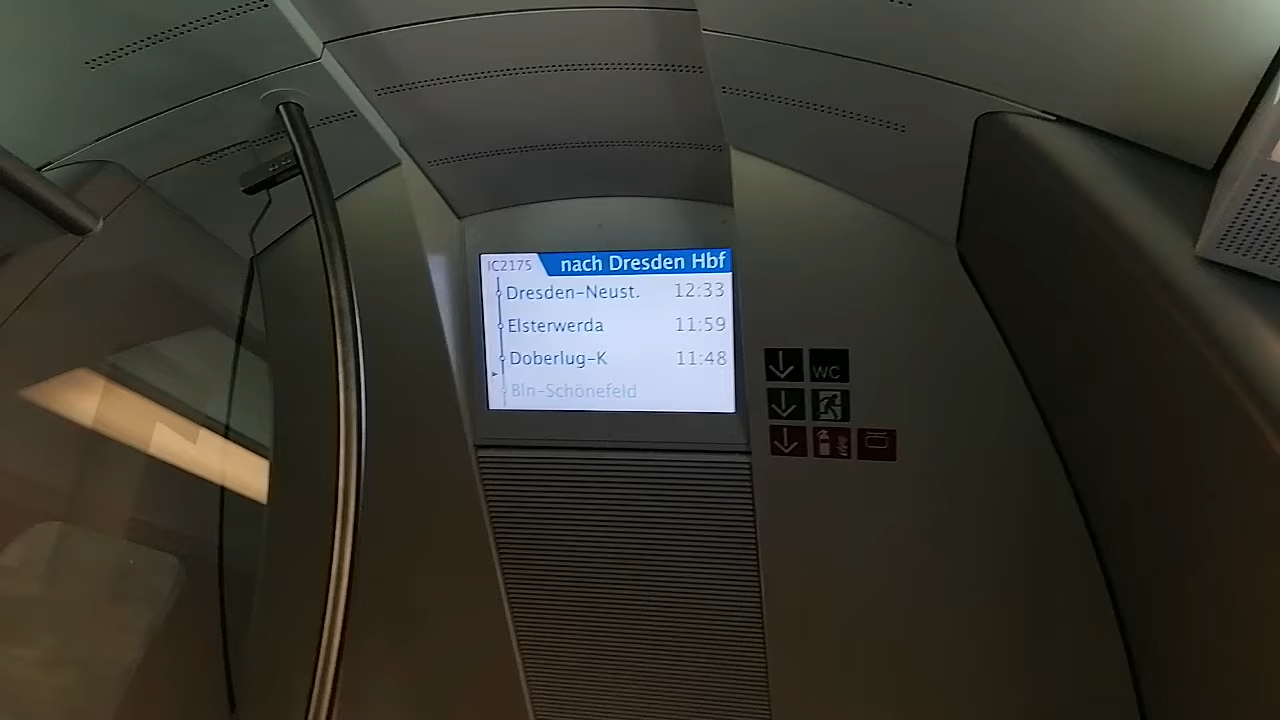 IC2175 nach Dresden Hbf
Dresden-Neust. 12:33
Elsterwerda 11:59
Doberlug-K 11:48
Bln-Schönefeld
WC